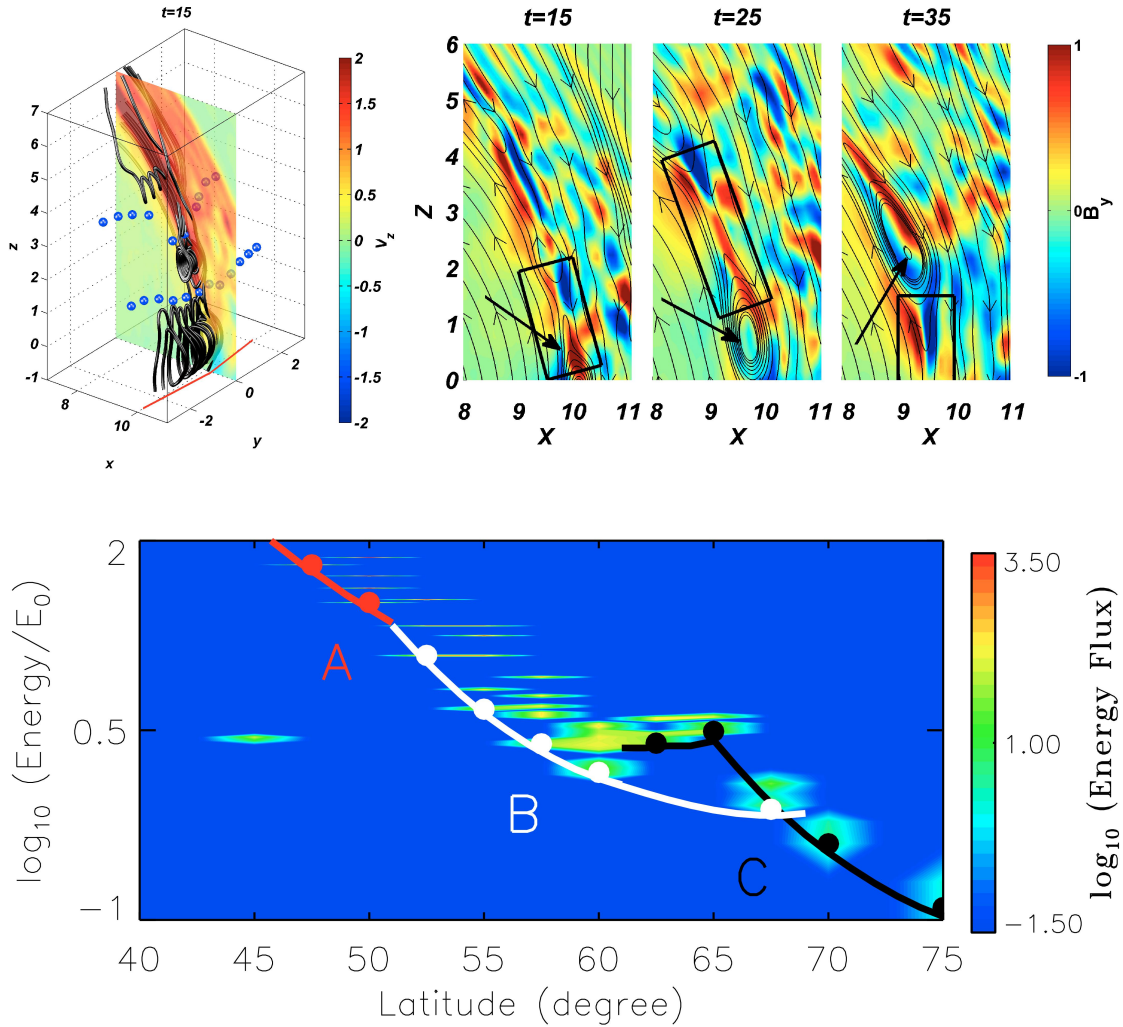 t=15
7
6
5
4
3
2
1
0
-1
z
8
10
x
-2
0
2
y
2
1.5
1
0.5
0
-0.5
-1
-1.5
-2
v_z
t=15
t=25
t=35
6
5
4
3
2
1
0
Z
8 9 10 11
8 9 10 11
8 9 10 11
X
X
X
1
0
-1
B_y
2
0.5
-1
log₁₀ (Energy/E₀)
A
B
C
40 45 50 55 60 65 70 75
Latitude (degree)
3.50
1.00
-1.50
log₁₀ (Energy Flux)